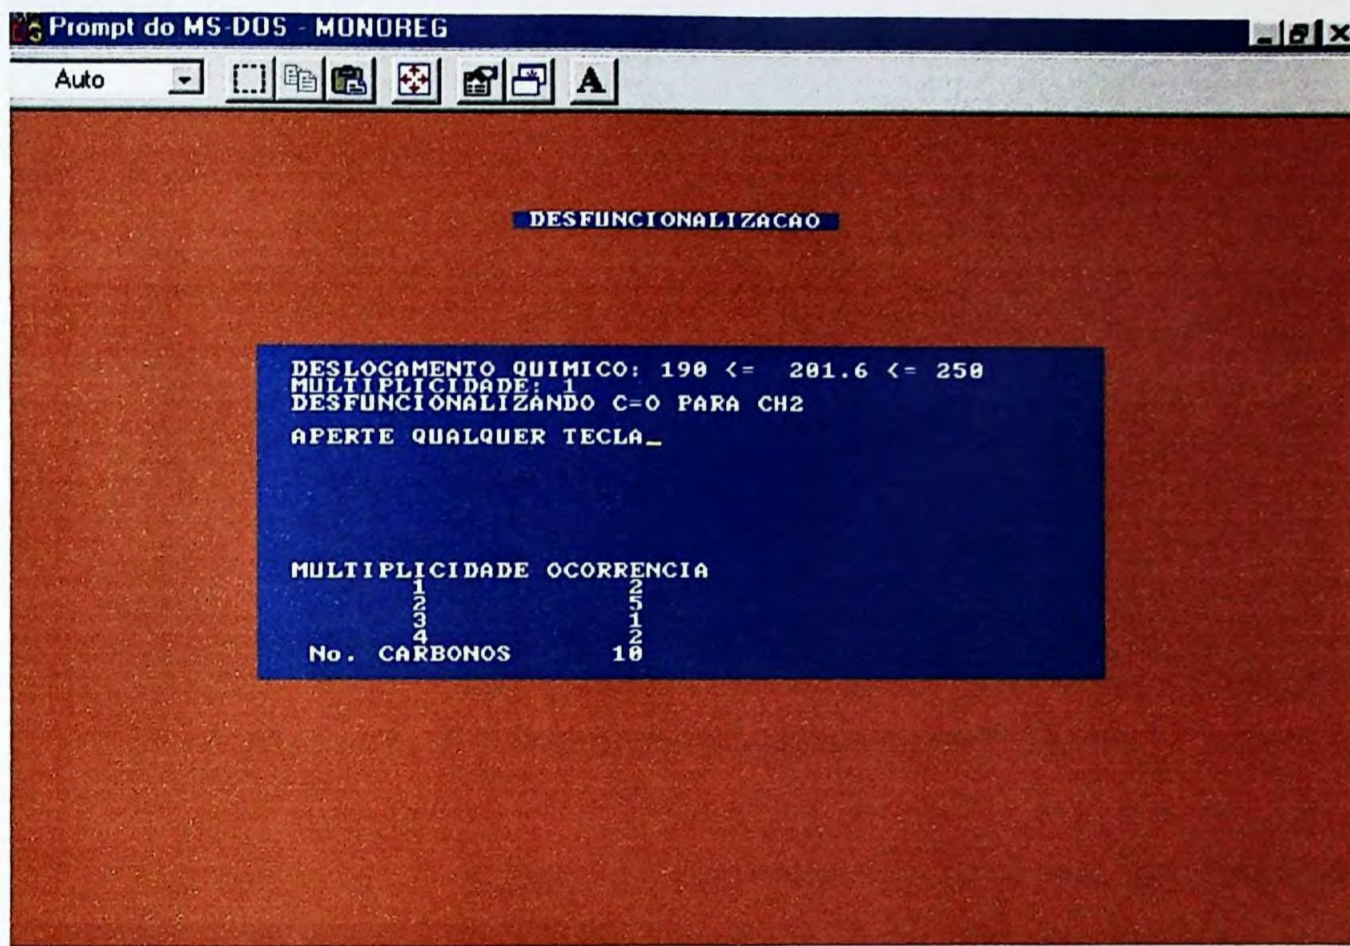 Prompt do MS-DOS - MONOREG
Auto
A
DESFUNCIONALIZACAO
DESLOCAMENTO QUIMICO: 190 <= 201.6 <= 250
MULTIPLICIDADE: 1
DESFUNCIONALIZANDO C=O PARA CH2
APERTE QUALQUER TECLA_
MULTIPLICIDADE OCORRENCIA
1 2
2 5
3 1
4 2
No. CARBONOS 10